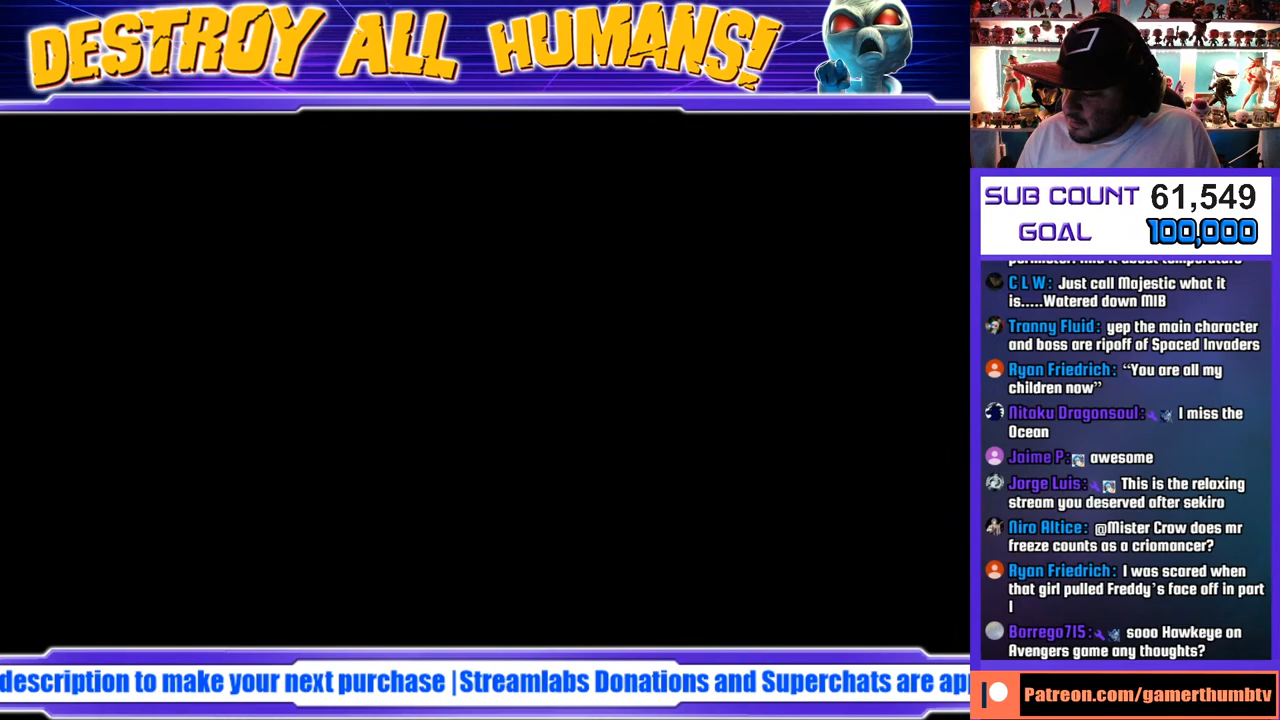 DESTROY ALL HUMANS!
SUB COUNT 61,549
GOAL 100,000
C L W: Just call Majestic what it
is.....Watered down MIB
Tranny Fluid: yep the main character
and boss are ripoff of Spaced Invaders
Ryan Friedrich: “You are all my
children now”
Nitaku Dragonsoul: I miss the
Ocean
Jaime P: awesome
Jorge Luis: This is the relaxing
stream you deserved after sekiro
Niro Altice: @Mister Crow does mr
freeze counts as a criomancer?
Ryan Friedrich: I was scared when
that girl pulled Freddy’s face off in part
I
Borrego715: sooo Hawkeye on
Avengers game any thoughts?
description to make your next purchase | Streamlabs Donations and Superchats are ap
Patreon.com/gamerthumbtv